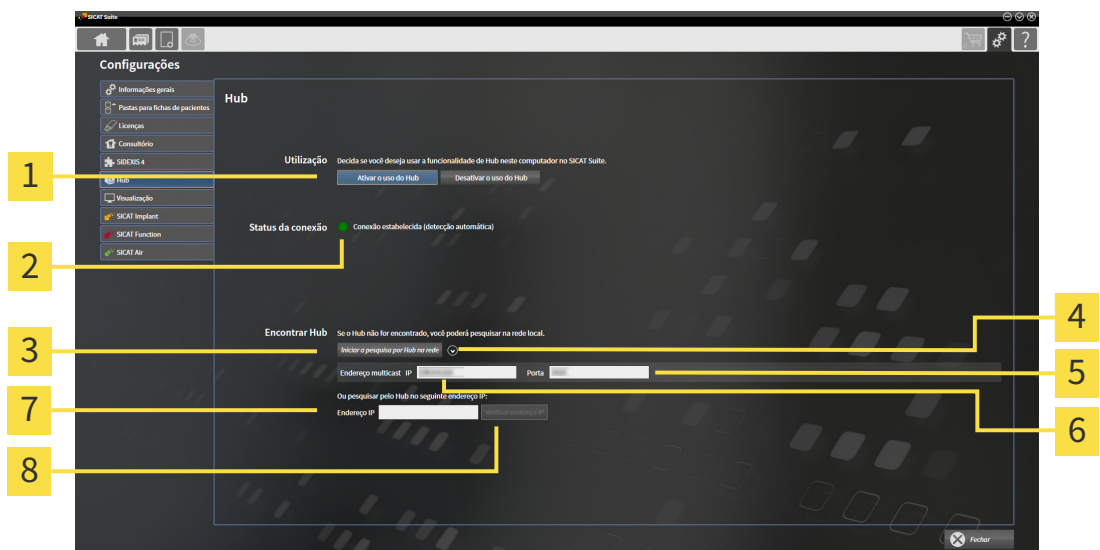 SICAT Suite
?
Configurações
Informações gerais
Pastas para fichas de pacientes
Licenças
Consultório
SIDEXIS 4
Hub
Visualização
SICAT Implant
SICAT Function
SICAT Air
Hub
Utilização Decida se você deseja usar a funcionalidade de Hub neste computador no SICAT Suite.
Ativar o uso do Hub Desativar o uso do Hub
Status da conexão Conexão estabelecida (detecção automática)
Encontrar Hub Se o Hub não for encontrado, você poderá pesquisar na rede local.
Iniciar a pesquisa por Hub na rede
Endereço multicast IP Porta
Ou pesquisar pelo Hub no seguinte endereço IP:
Endereço IP Verificar endereço IP
Fechar
1
2
3
4
5
6
7
8